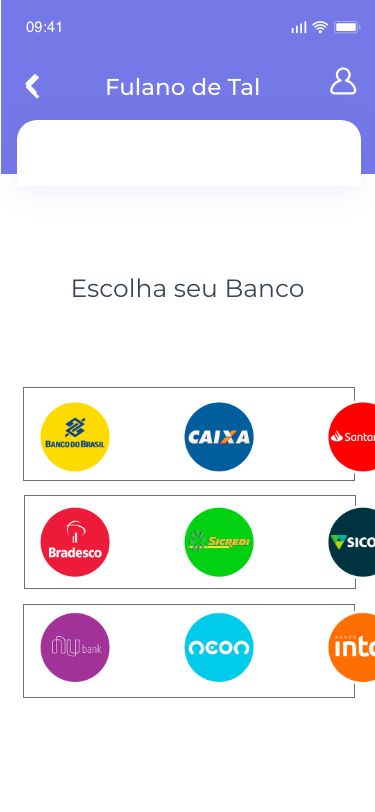 09:41
Fulano de Tal
Escolha seu Banco
BANCO DO BRASIL
CAIXA
Santan
Bradesco
SICREDI
SICO
nu bank
neon
BANCO
inte